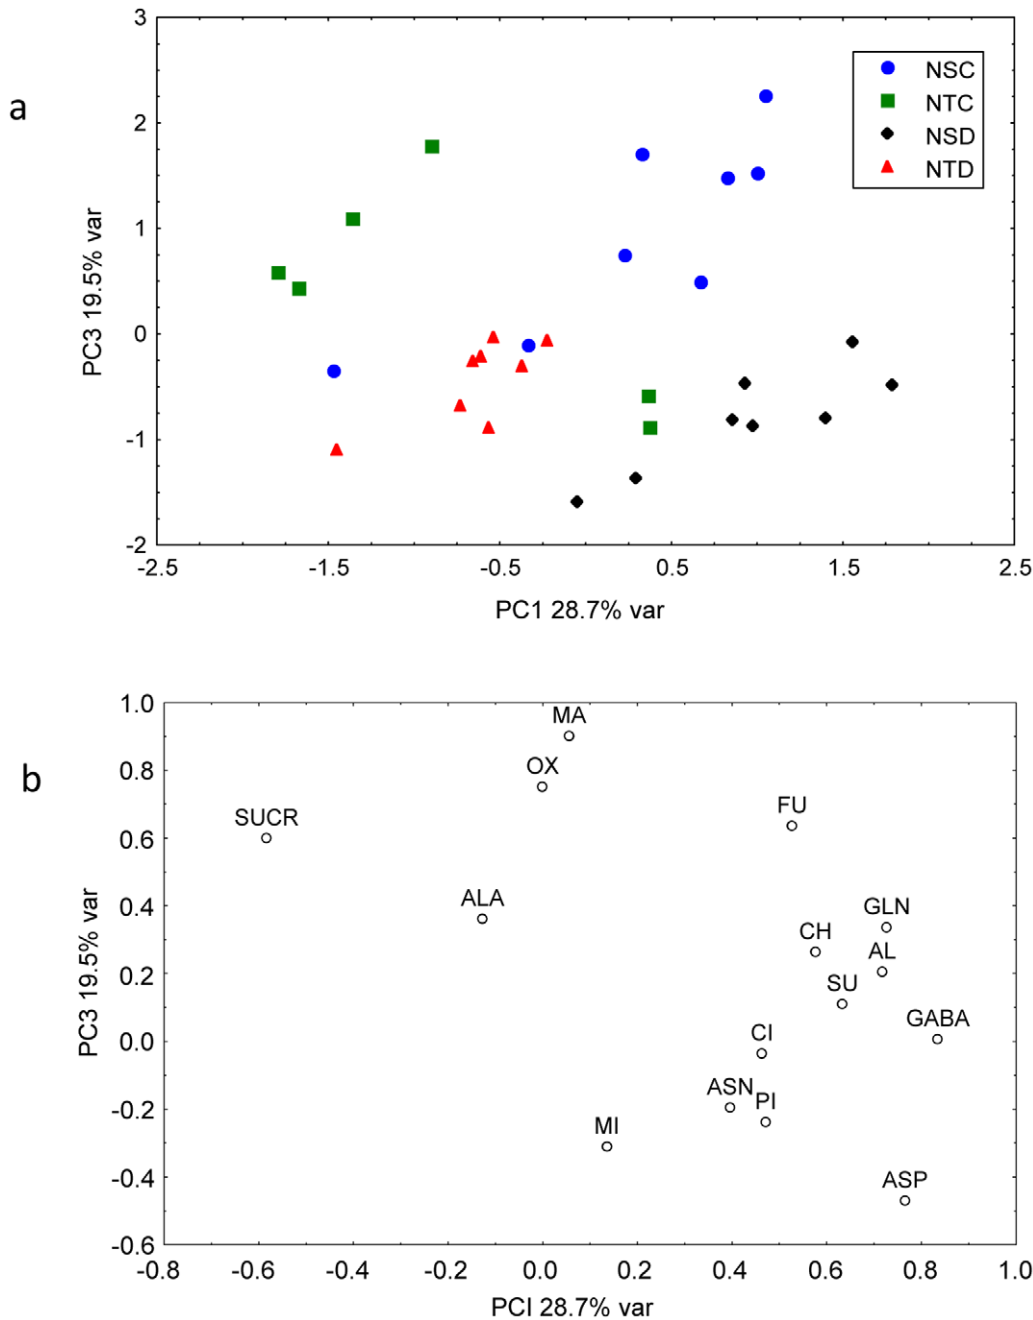 a
3
2
1
0
-1
-2
PC3 19.5% var
NSC
NTC
NSD
NTD
-2.5 -1.5 -0.5 0.5 1.5 2.5
PC1 28.7% var
b
1.0
0.8
0.6
0.4
0.2
0.0
-0.2
-0.4
-0.6
PC3 19.5% var
MA
OX
FU
SUCR
ALA
GLN
CH
AL
SU
GABA
CI
ASN
PI
MI
ASP
-0.8 -0.6 -0.4 -0.2 0.0 0.2 0.4 0.6 0.8 1.0
PCI 28.7% var